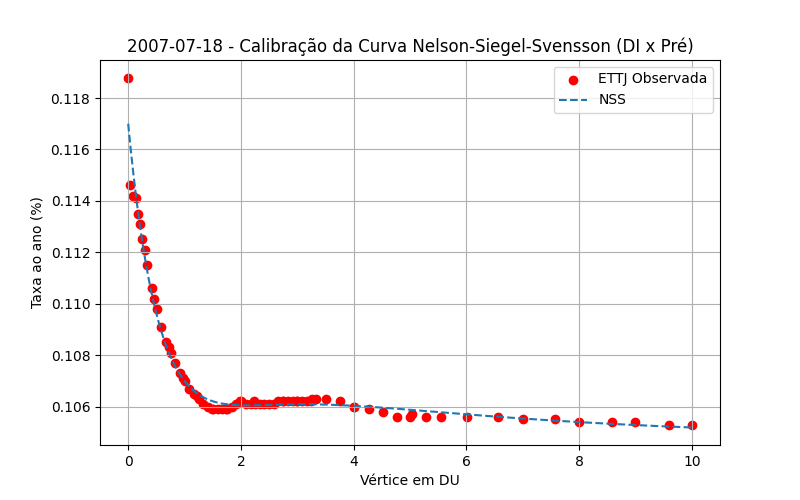 2007-07-18 - Calibração da Curva Nelson-Siegel-Svensson (DI x Pré)
ETTJ Observada
NSS
Taxa ao ano (%)
0.118
0.116
0.114
0.112
0.110
0.108
0.106
0 2 4 6 8 10
Vértice em DU